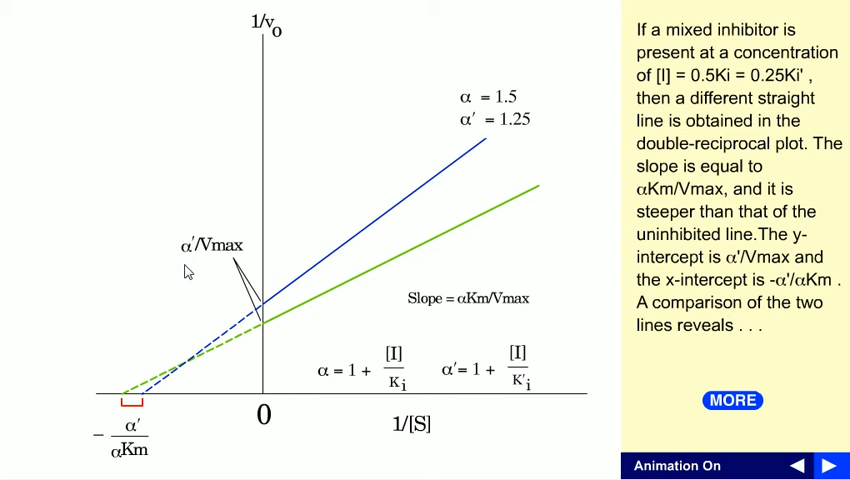 1/vo
α = 1.5
α′ = 1.25
α′/Vmax
Slope = αKm/Vmax
α = 1 + [I]/Ki
α′= 1 + [I]/K′i
0
1/[S]
− α′/αKm
If a mixed inhibitor is
present at a concentration
of [I] = 0.5Ki = 0.25Ki' ,
then a different straight
line is obtained in the
double-reciprocal plot. The
slope is equal to
αKm/Vmax, and it is
steeper than that of the
uninhibited line.The y-
intercept is α'/Vmax and
the x-intercept is -α'/αKm .
A comparison of the two
lines reveals . . .
MORE
Animation On